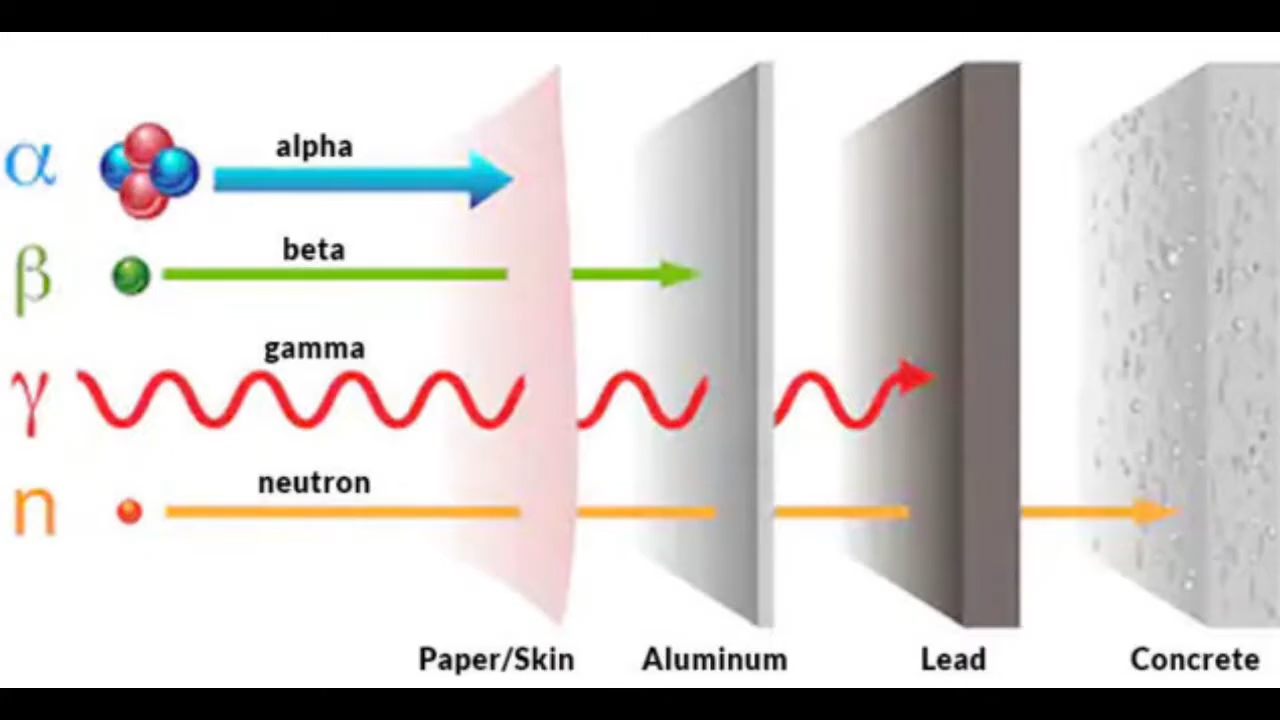 α
alpha
β
beta
γ
gamma
n
neutron
Paper/Skin
Aluminum
Lead
Concrete